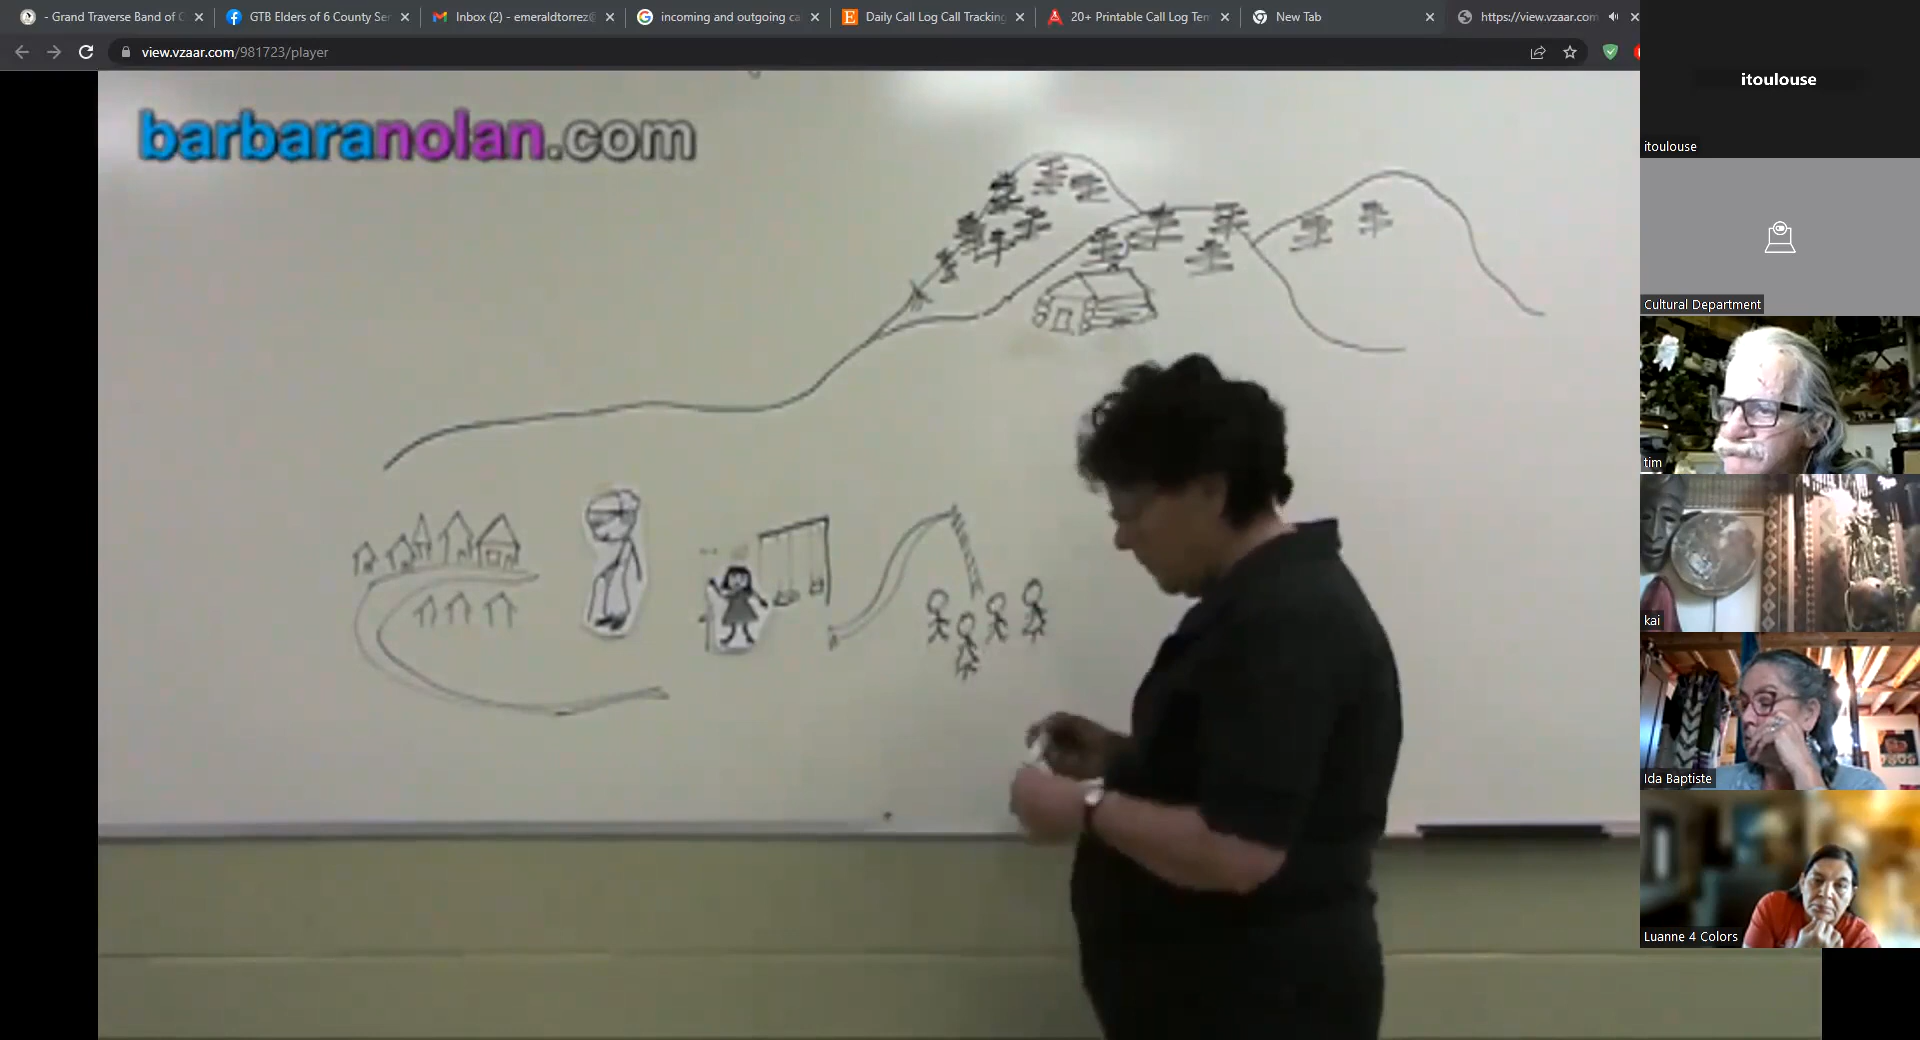 - Grand Traverse Band of O
GTB Elders of 6 County Ser
Inbox (2) - emeraldtorrez@
incoming and outgoing ca
Daily Call Log Call Tracking
20+ Printable Call Log Tem
New Tab
https://view.vzaar.com
view.vzaar.com/981723/player
barbaranolan.com
itoulouse
itoulouse
Cultural Department
tim
kai
Ida Baptiste
Luanne 4 Colors